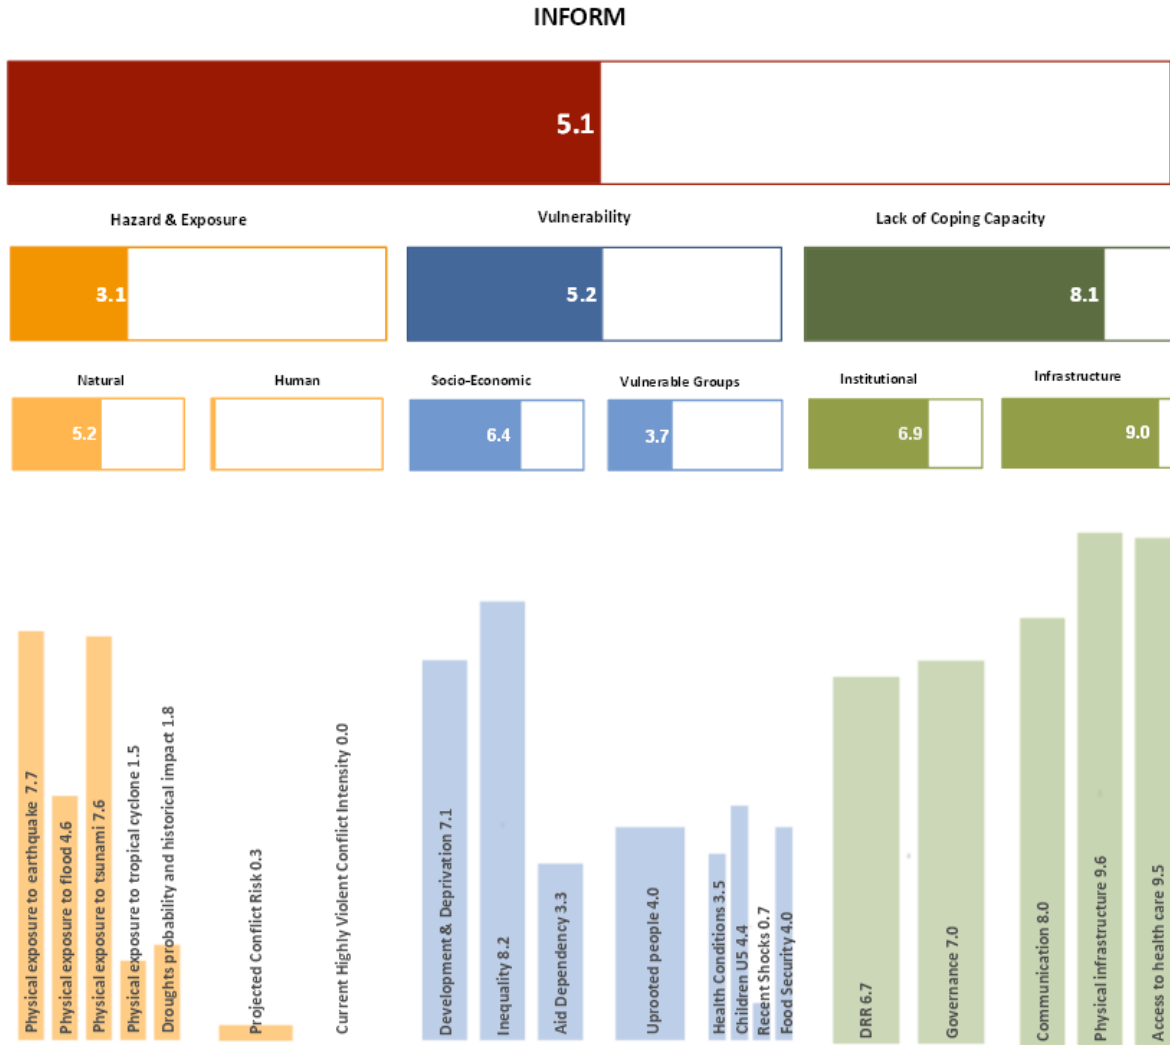 INFORM
5.1
Hazard & Exposure
Vulnerability
Lack of Coping Capacity
3.1
5.2
8.1
Natural
Human
Socio-Economic
Vulnerable Groups
Institutional
Infrastructure
5.2
6.4
3.7
6.9
9.0
Physical exposure to earthquake 7.7
Physical exposure to flood 4.6
Physical exposure to tsunami 7.6
Physical exposure to tropical cyclone 1.5
Droughts probability and historical impact 1.8
Projected Conflict Risk 0.3
Current Highly Violent Conflict Intensity 0.0
Development & Deprivation 7.1
Inequality 8.2
Aid Dependency 3.3
Uprooted people 4.0
Health Conditions 3.5
Children U5 4.4
Recent Shocks 0.7
Food Security 4.0
DRR 6.7
Governance 7.0
Communication 8.0
Physical infrastructure 9.6
Access to health care 9.5